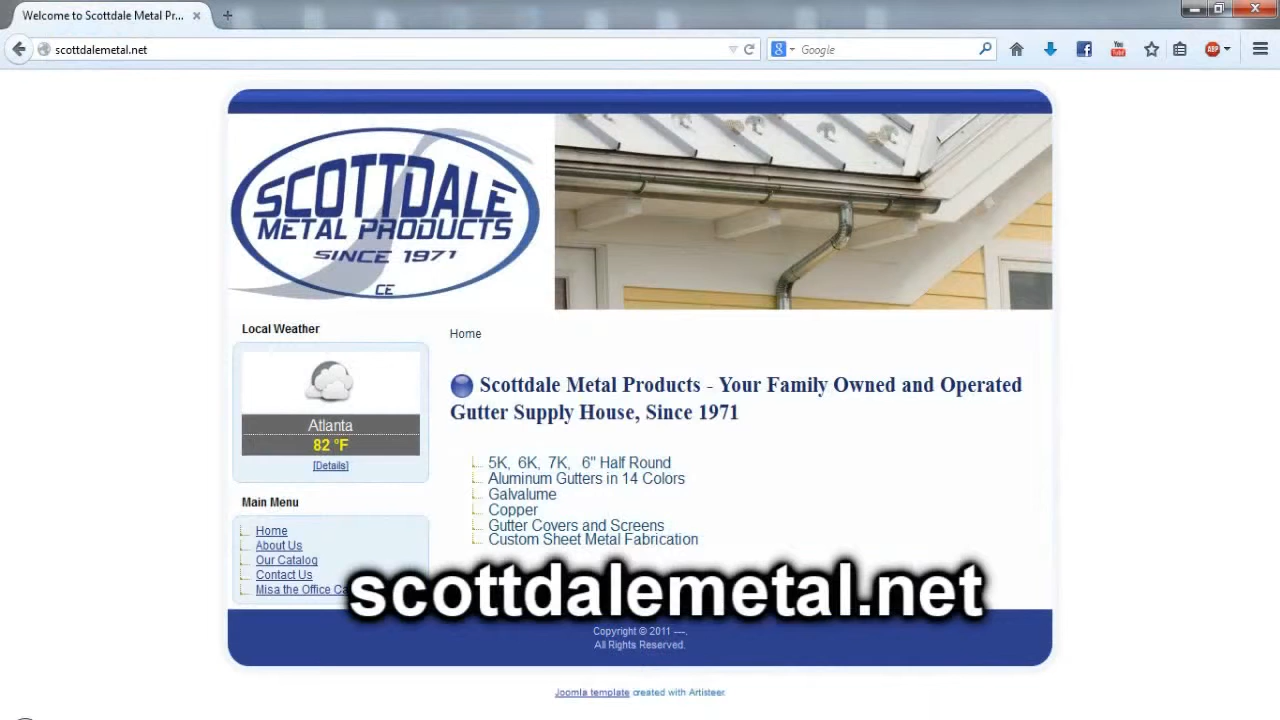 Welcome to Scottdale Metal Pr...
scottdalemetal.net
Google
You
Tube
ABP
SCOTTDALE
METAL PRODUCTS
SINCE 1971
CE
Local Weather
Atlanta
82 °F
[Details]
Main Menu
Home
About Us
Our Catalog
Contact Us
Misa the Office Ca
Home
Scottdale Metal Products - Your Family Owned and Operated
Gutter Supply House, Since 1971
5K, 6K, 7K, 6" Half Round
Aluminum Gutters in 14 Colors
Galvalume
Copper
Gutter Covers and Screens
Custom Sheet Metal Fabrication
scottdalemetal.net
Copyright © 2011 ---.
All Rights Reserved.
Joomla template created with Artisteer.